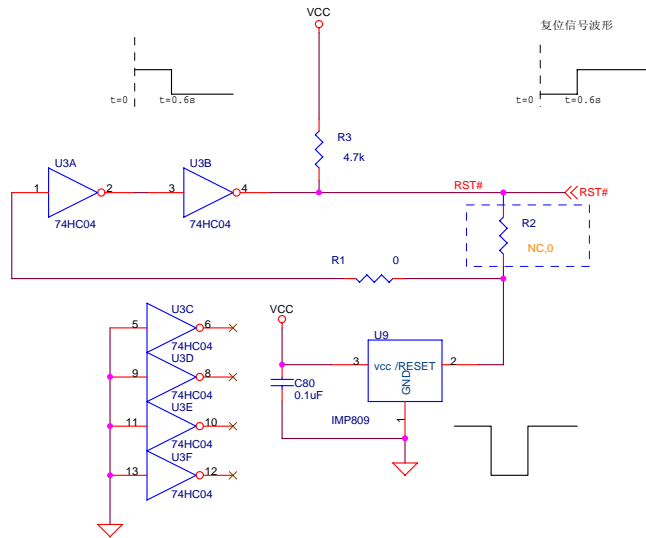 VCC
复位信号波形
t=0
t=0.6s
t=0
t=0.6s
R3
4.7k
U3A
U3B
1
2
3
4
74HC04
74HC04
RST#
RST#
R2
NC,0
R1
0
U3C
5
6
74HC04
U3D
9
8
74HC04
U3E
11
10
74HC04
U3F
13
12
74HC04
VCC
C80
0.1uF
U9
3
vcc /RESET
2
GND
1
IMP809